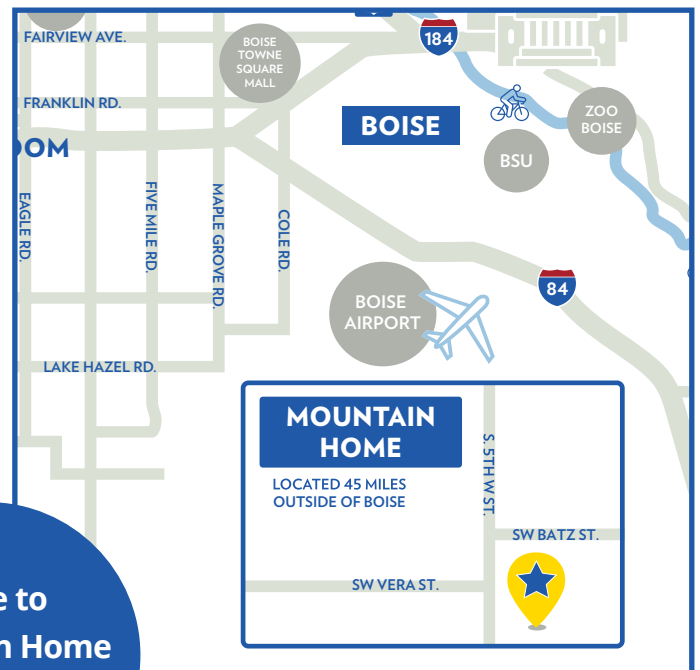 FAIRVIEW AVE.
BOISE
TOWNE
SQUARE
MALL
184
FRANKLIN RD.
BOISE
ZOO
BOISE
BSU
OM
EAGLE RD.
FIVE MILE RD.
MAPLE GROVE RD.
COLE RD.
84
BOISE
AIRPORT
LAKE HAZEL RD.
MOUNTAIN
HOME
LOCATED 45 MILES
OUTSIDE OF BOISE
S. 5TH W ST.
SW BATZ ST.
SW VERA ST.
e to
n Home